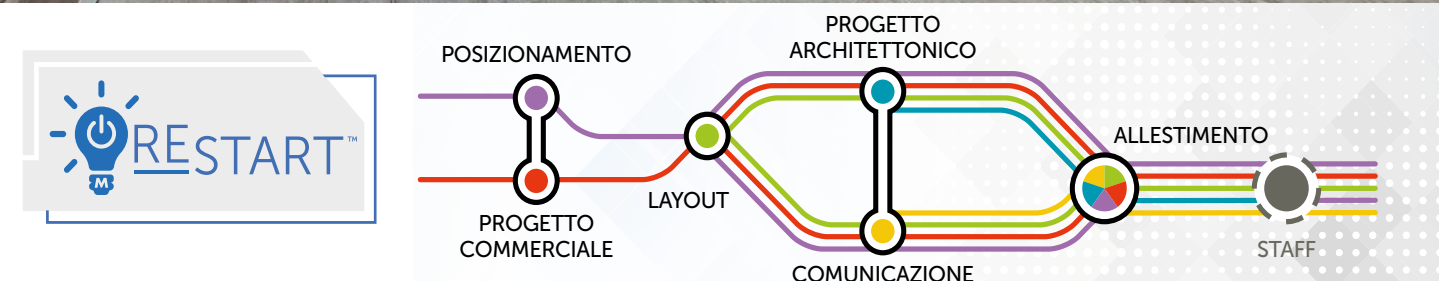 RESTART™
M
POSIZIONAMENTO
PROGETTO
COMMERCIALE
LAYOUT
PROGETTO
ARCHITETTONICO
COMUNICAZIONE
ALLESTIMENTO
STAFF